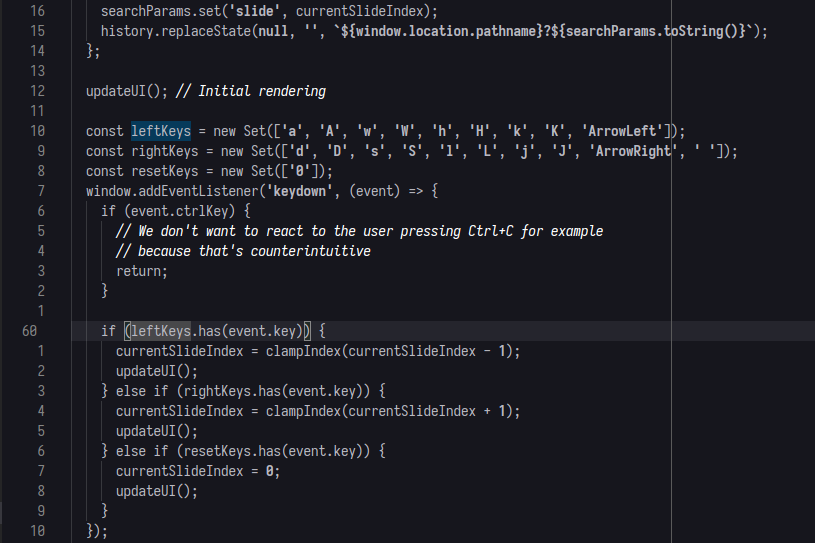 16 searchParams.set('slide', currentSlideIndex);
15 history.replaceState(null, '', `${window.location.pathname}?${searchParams.toString()}`);
14 };
13
12 updateUI(); // Initial rendering
11
10 const leftKeys = new Set(['a', 'A', 'w', 'W', 'h', 'H', 'k', 'K', 'ArrowLeft']);
9 const rightKeys = new Set(['d', 'D', 's', 'S', 'l', 'L', 'j', 'J', 'ArrowRight', ' ']);
8 const resetKeys = new Set(['0']);
7 window.addEventListener('keydown', (event) => {
6 if (event.ctrlKey) {
5 // We don't want to react to the user pressing Ctrl+C for example
4 // because that's counterintuitive
3 return;
2 }
1
60 if (leftKeys.has(event.key)) {
1 currentSlideIndex = clampIndex(currentSlideIndex - 1);
2 updateUI();
3 } else if (rightKeys.has(event.key)) {
4 currentSlideIndex = clampIndex(currentSlideIndex + 1);
5 updateUI();
6 } else if (resetKeys.has(event.key)) {
7 currentSlideIndex = 0;
8 updateUI();
9 }
10 });